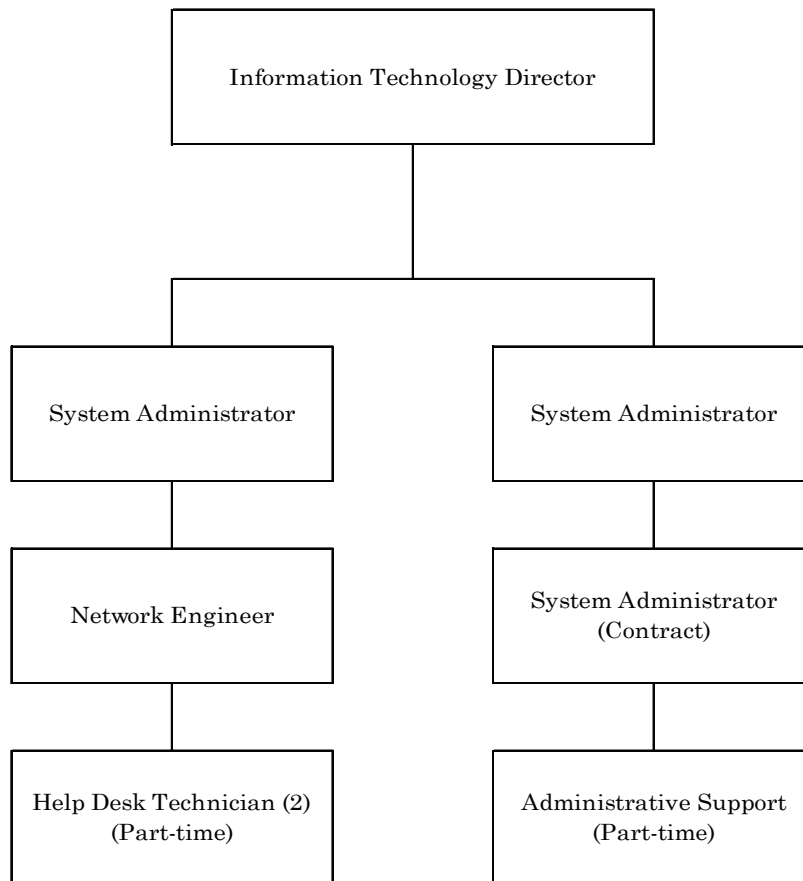 Information Technology Director
System Administrator
System Administrator
Network Engineer
System Administrator
(Contract)
Help Desk Technician (2)
(Part-time)
Administrative Support
(Part-time)